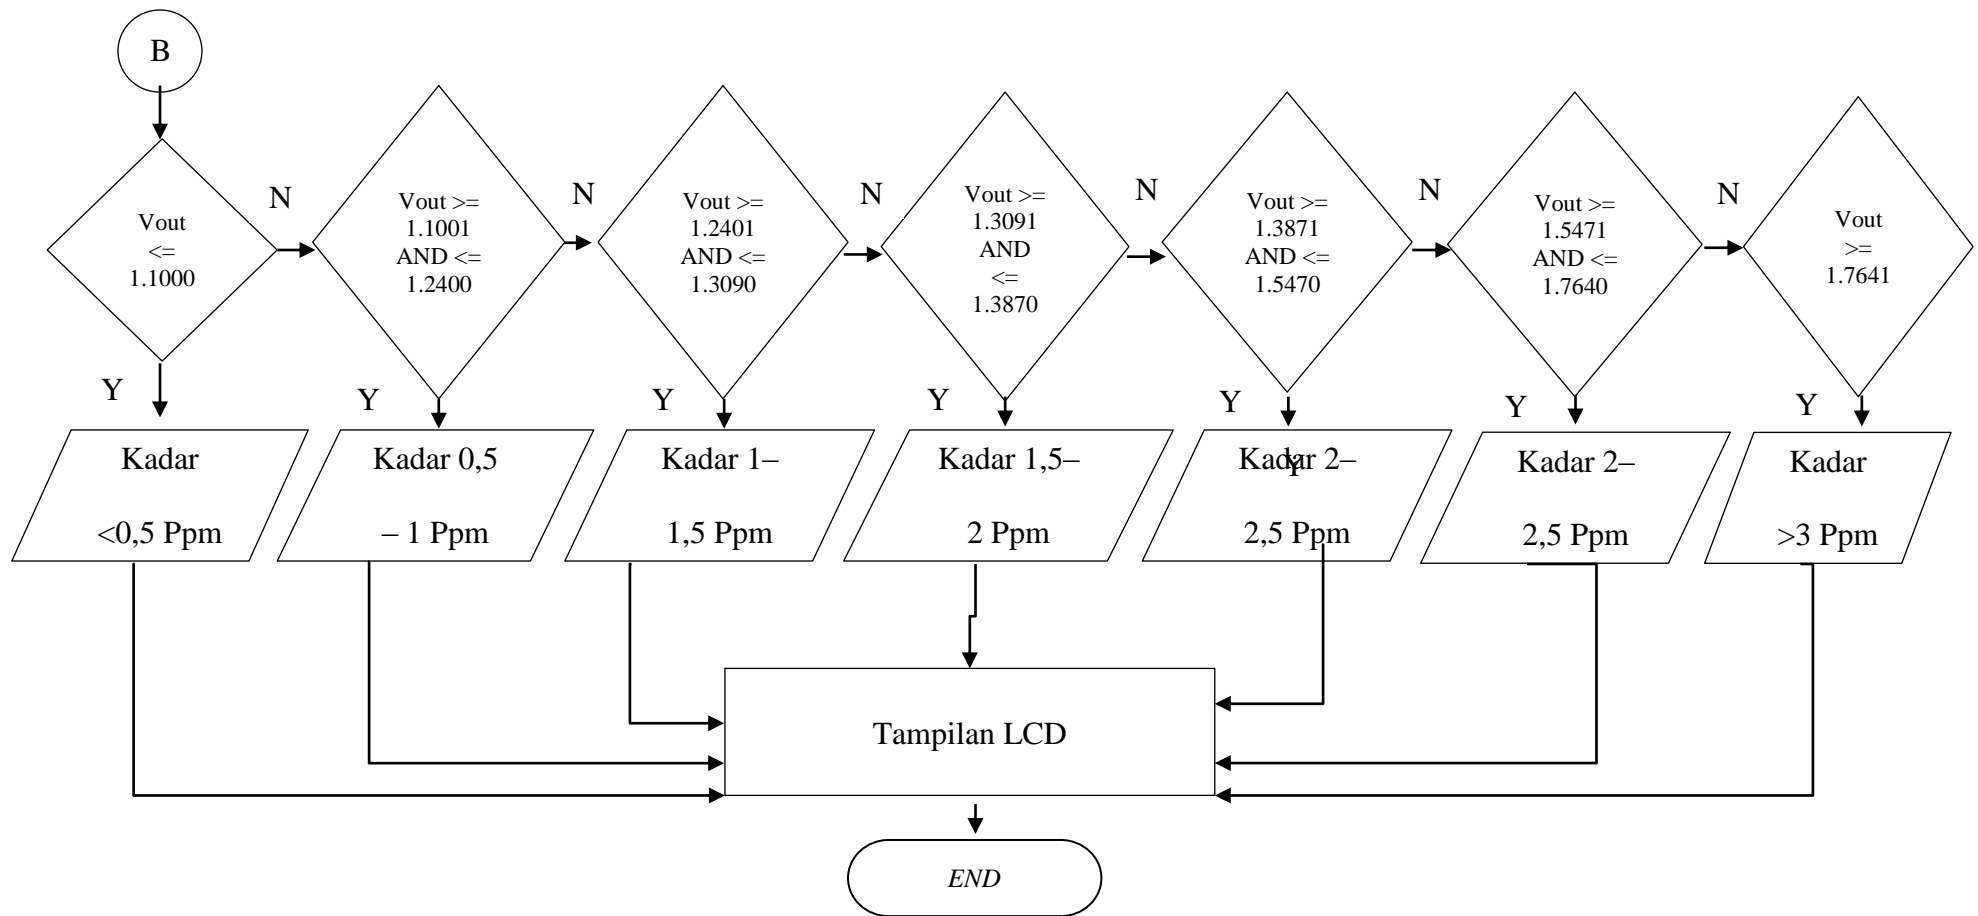 B
Vout
<=
1.1000
N
Y
Vout >=
1.1001
AND <=
1.2400
N
Y
Vout >=
1.2401
AND <=
1.3090
N
Y
Vout >=
1.3091
AND
<=
1.3870
N
Y
Vout >=
1.3871
AND <=
1.5470
N
Y
Vout >=
1.5471
AND <=
1.7640
N
Y
Vout
>=
1.7641
Y
Kadar
<0,5 Ppm
Kadar 0,5
– 1 Ppm
Kadar 1–
1,5 Ppm
Kadar 1,5–
2 Ppm
Kadar 2–
Y
2,5 Ppm
Kadar 2–
2,5 Ppm
Kadar
>3 Ppm
Tampilan LCD
END